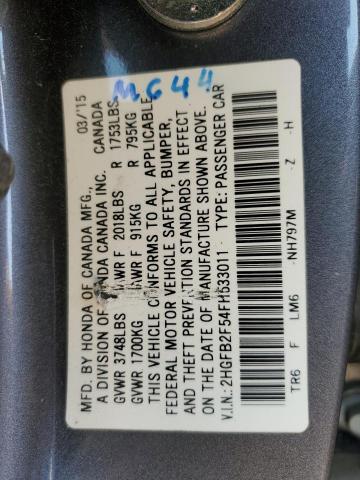 M644
MFD. BY HONDA OF CANADA MFG., 03/'15
A DIVISION OF HONDA CANADA INC. CANADA
GVWR 3748LBS GAWR F 2018LBS R 1753LBS
GVWR 1700KG GAWR F 915KG R 795KG
THIS VEHICLE CONFORMS TO ALL APPLICABLE
FEDERAL MOTOR VEHICLE SAFETY, BUMPER,
AND THEFT PREVENTION STANDARDS IN EFFECT
ON THE DATE OF MANUFACTURE SHOWN ABOVE.
V.I.N.: 2HGFB2F54FH533011 TYPE: PASSENGER CAR
TR6 F LM6 NH797M Z H